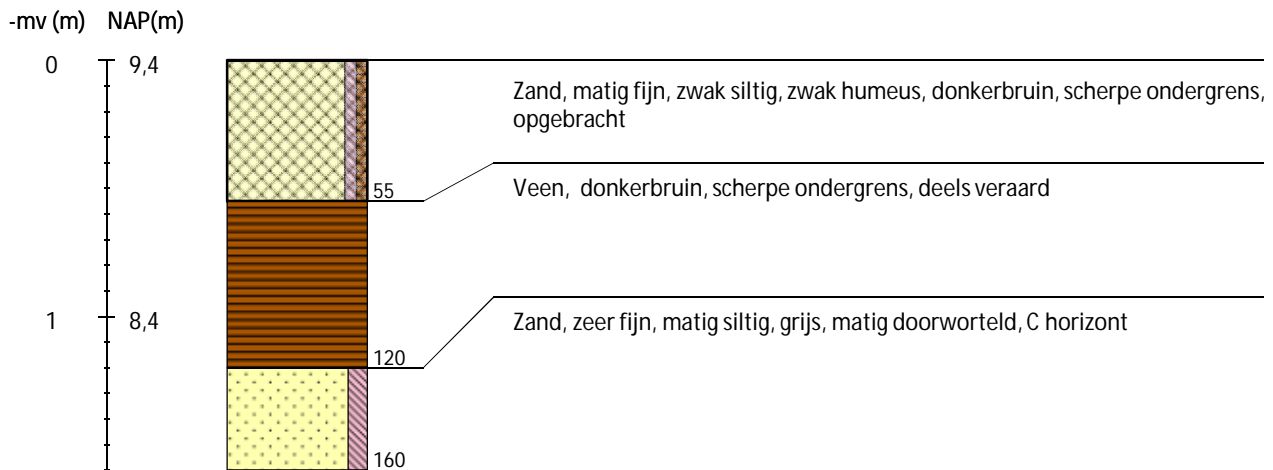 -mv (m) NAP(m)
0 9,4
Zand, matig fijn, zwak siltig, zwak humeus, donkerbruin, scherpe ondergrens,
opgebracht
55
Veen, donkerbruin, scherpe ondergrens, deels veraard
1 8,4
Zand, zeer fijn, matig siltig, grijs, matig doorworteld, C horizont
120
160